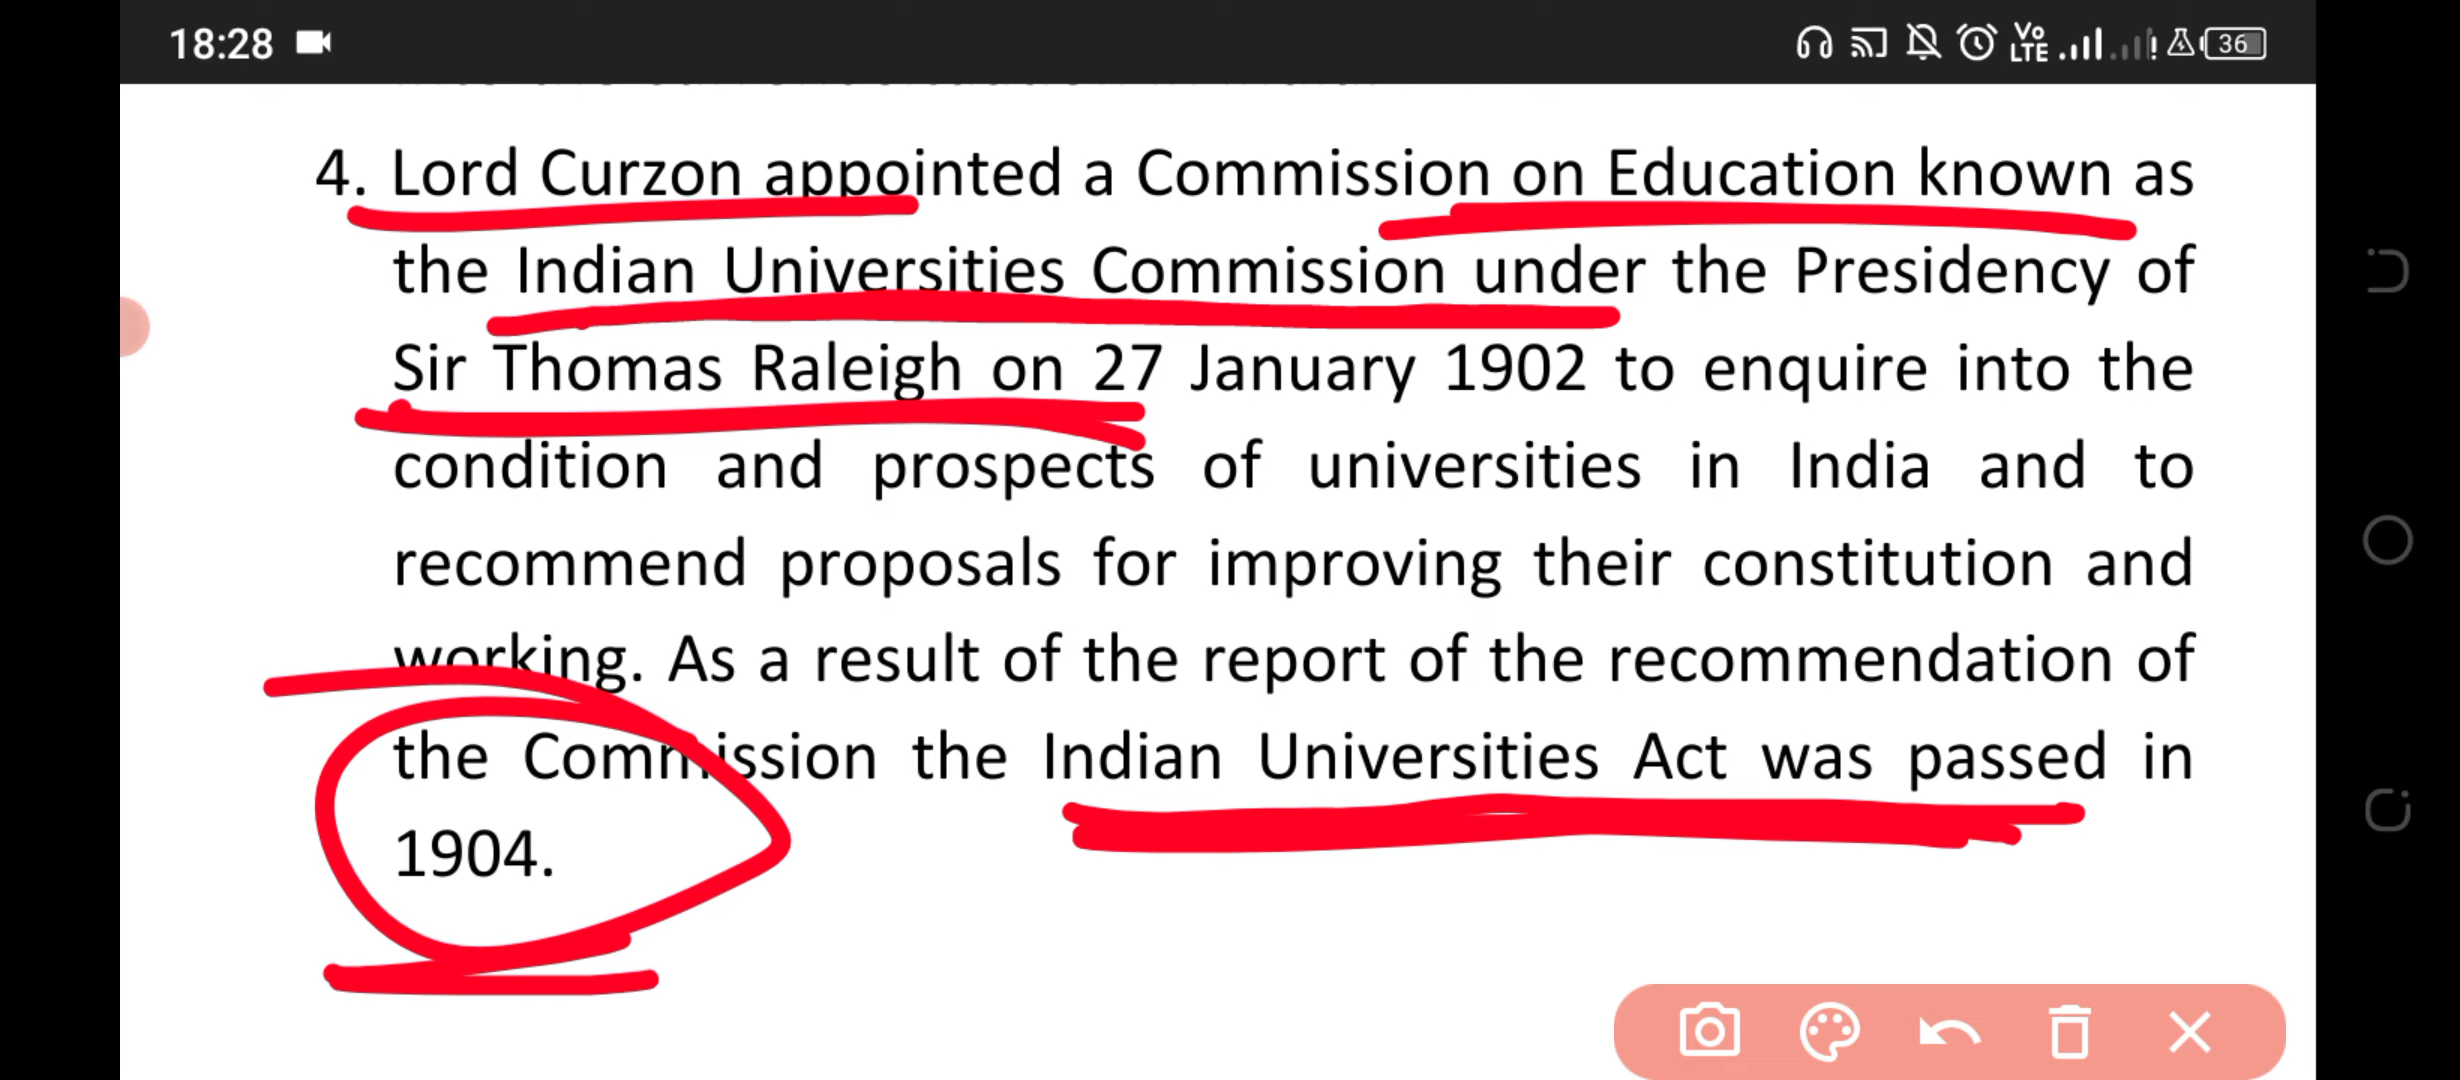 18:28
Vo
LTE
36
4. Lord Curzon appointed a Commission on Education known as
the Indian Universities Commission under the Presidency of
Sir Thomas Raleigh on 27 January 1902 to enquire into the
condition and prospects of universities in India and to
recommend proposals for improving their constitution and
working. As a result of the report of the recommendation of
the Commission the Indian Universities Act was passed in
1904.